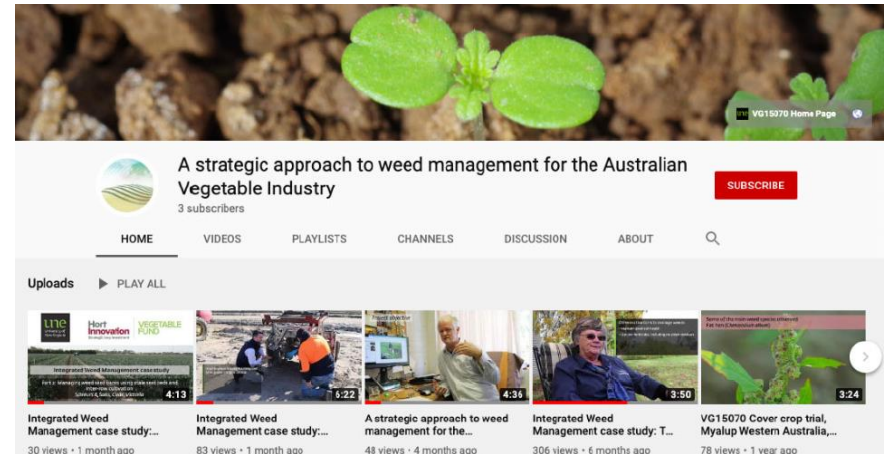 une VG15070 Home Page
A strategic approach to weed management for the Australian
Vegetable Industry
3 subscribers
SUBSCRIBE
HOME VIDEOS PLAYLISTS CHANNELS DISCUSSION ABOUT
Uploads PLAY ALL
une
Hort
Innovation
VEGETABLE
FUND
Integrated Weed Management case study
4:13
6:22
Project objective
4:36
3:50
3:24
Integrated Weed
Management case study:...
30 views • 1 month ago
Integrated Weed
Management case study:...
83 views • 1 month ago
A strategic approach to weed
management for the...
48 views • 4 months ago
Integrated Weed
Management case study: T...
306 views • 6 months ago
VG15070 Cover crop trial,
Myalup Western Australia,...
78 views • 1 year ago